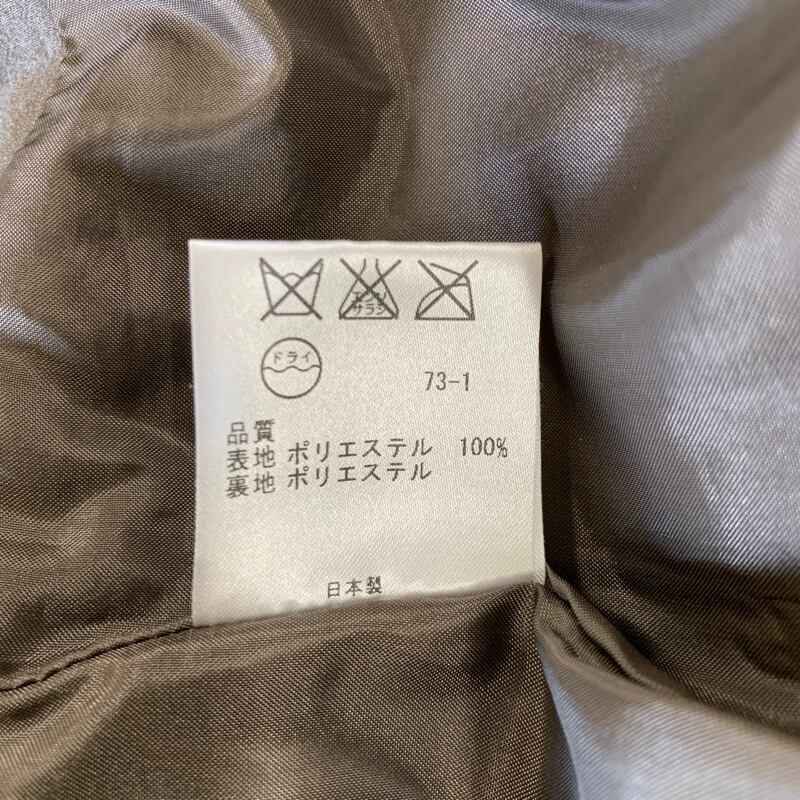 エンソ
サラシ
ドライ
73-1
品質
表地 ポリエステル 100%
裏地 ポリエステル
日本製